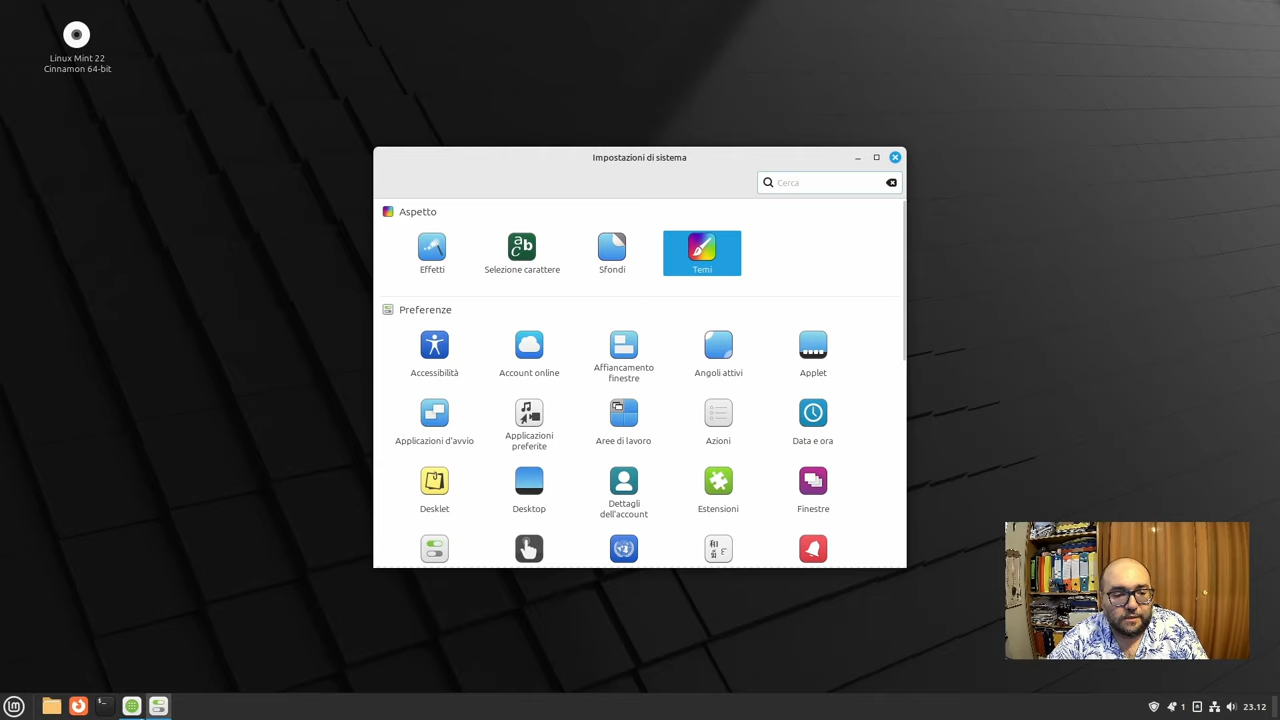 Linux Mint 22
Cinnamon 64-bit
Impostazioni di sistema
Cerca
Aspetto
Effetti
Selezione carattere
Sfondi
Temi
Preferenze
Accessibilità
Account online
Affiancamento
finestre
Angoli attivi
Applet
Applicazioni d'avvio
Applicazioni
preferite
Aree di lavoro
Azioni
Data e ora
Desklet
Desktop
Dettagli
dell'account
Estensioni
Finestre
1
23.12